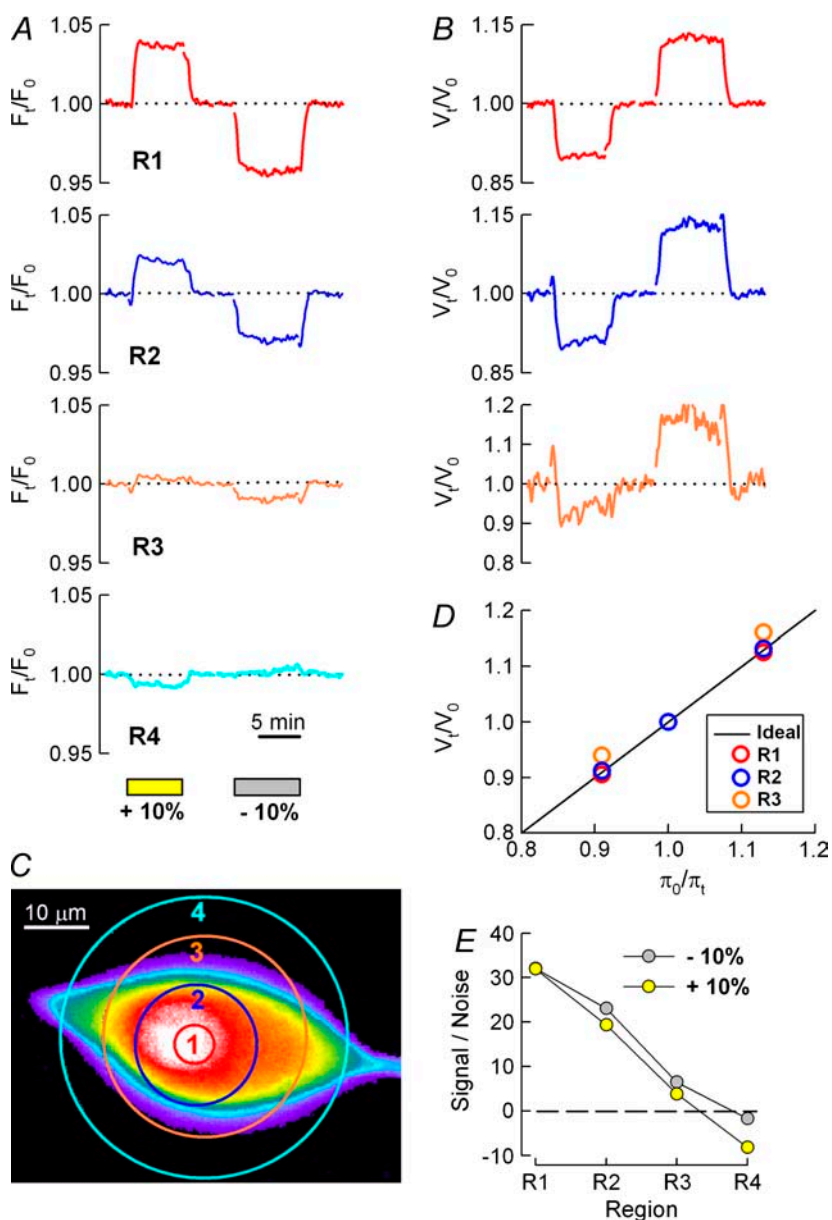 A
F_t/F_0
1.05
1.00
0.95
R1
F_t/F_0
1.05
1.00
0.95
R2
F_t/F_0
1.05
1.00
0.95
R3
F_t/F_0
1.05
1.00
0.95
R4
5 min
+ 10%
- 10%
B
V_t/V_0
1.15
1.00
0.85
V_t/V_0
1.15
1.00
0.85
V_t/V_0
1.2
1.1
1.0
0.9
0.8
C
10 μm
4
3
2
1
D
V_t/V_0
1.2
1.1
1.0
0.9
0.8
Ideal
R1
R2
R3
0.8 0.9 1.0 1.1 1.2
π_0/π_t
E
Signal / Noise
40
30
20
10
0
-10
- 10%
+ 10%
R1 R2 R3 R4
Region